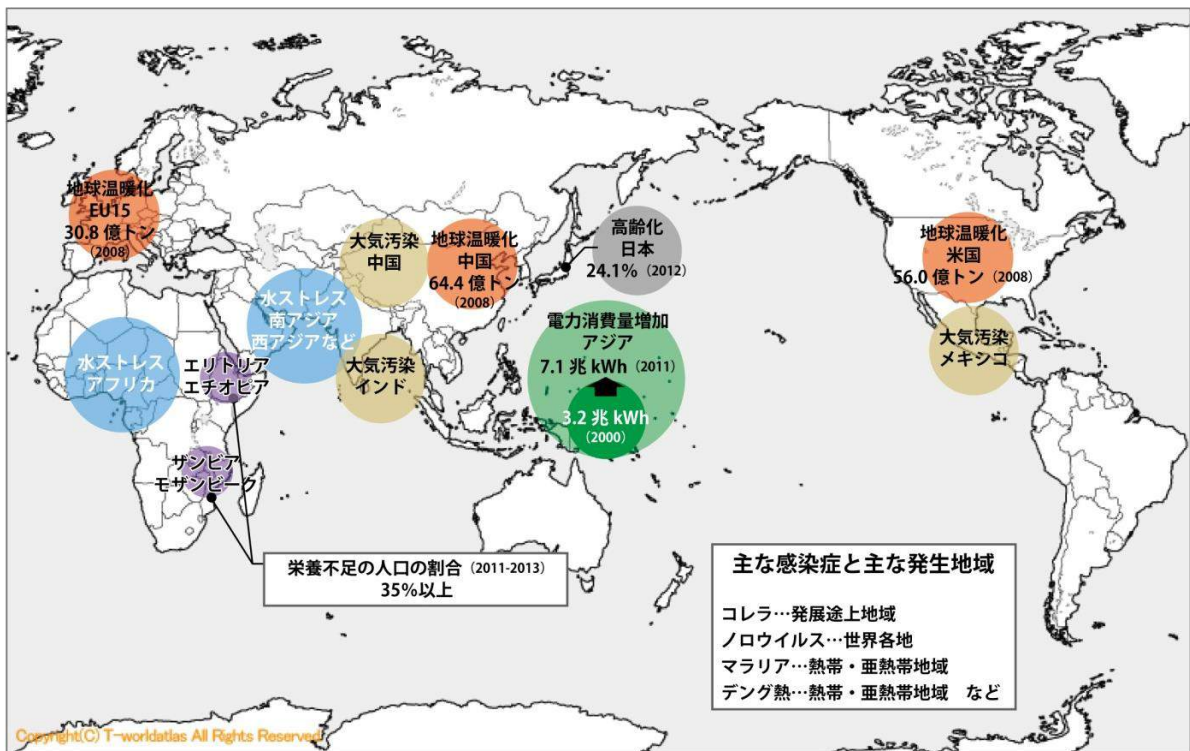 地球温暖化
EU15
30.8 億トン
(2008)
大気汚染
中国
地球温暖化
中国
64.4 億トン
(2008)
高齢化
日本
24.1% (2012)
地球温暖化
米国
56.0 億トン
(2008)
水ストレス
南アジア
西アジアなど
水ストレス
アフリカ
エリトリア
エチオピア
大気汚染
インド
電力消費量増加
アジア
7.1 兆 kWh (2011)
3.2 兆 kWh
(2000)
大気汚染
メキシコ
ザンビア
モザンビーク
栄養不足の人口の割合 (2011-2013)
35%以上
主な感染症と主な発生地域
コレラ…発展途上地域
ノロウイルス…世界各地
マラリア…熱帯・亜熱帯地域
デング熱…熱帯・亜熱帯地域 など
Copyright(C) T-worldatlas All Rights Reserved